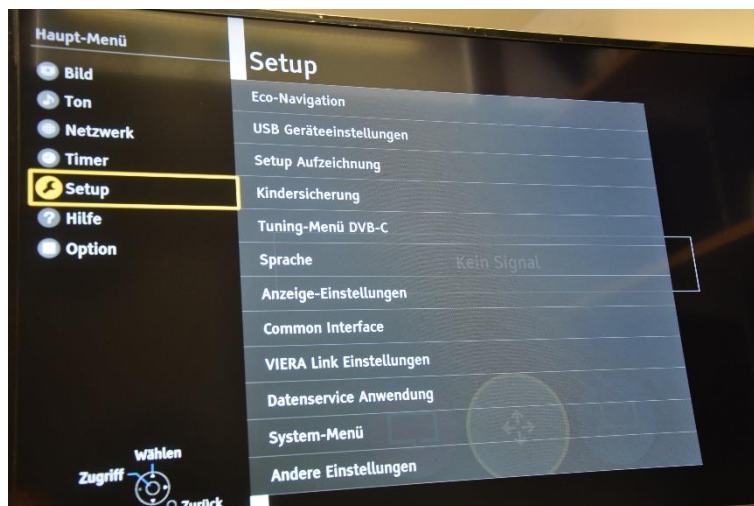 Haupt-Menü
Bild
Ton
Netzwerk
Timer
Setup
Hilfe
Option
Setup
Eco-Navigation
USB Geräteeinstellungen
Setup Aufzeichnung
Kindersicherung
Tuning-Menü DVB-C
Sprache
Kein Signal
Anzeige-Einstellungen
Common Interface
VIERA Link Einstellungen
Datenservice Anwendung
System-Menü
Andere Einstellungen
Wählen
Zugriff
Zurück